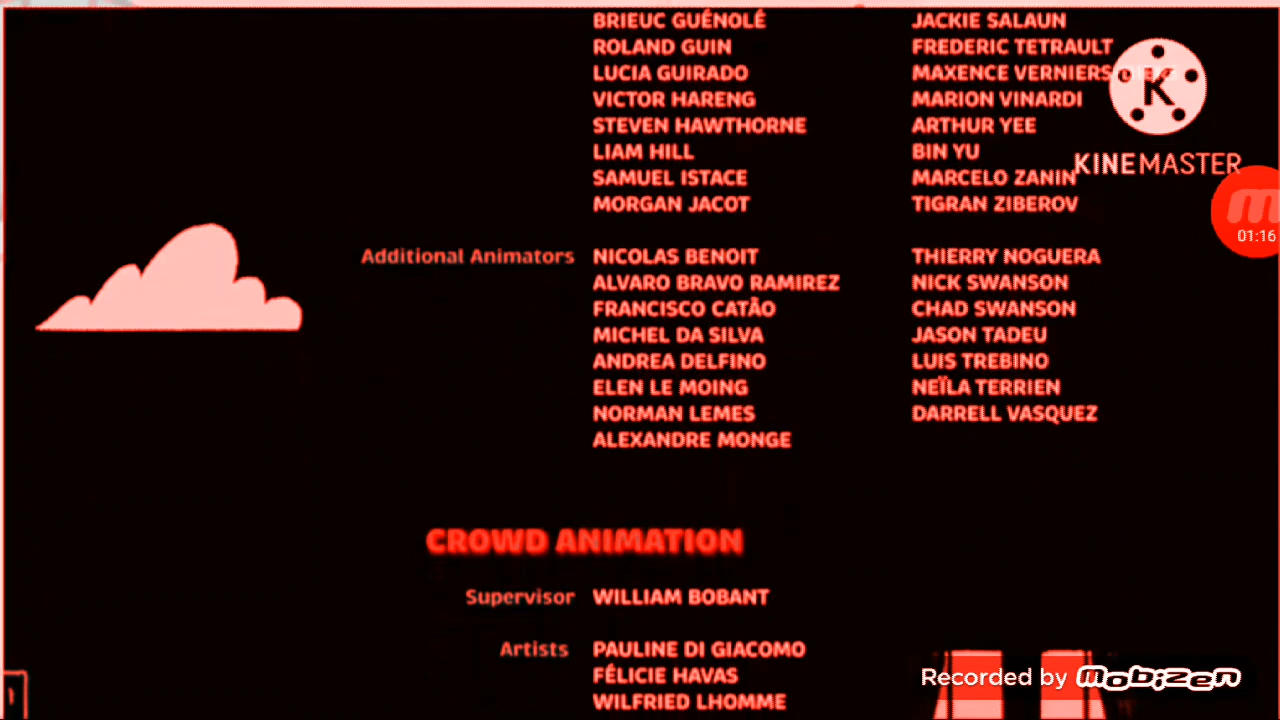 BRIEUC GUÉNOLÉ JACKIE SALAUN
ROLAND GUIN FREDERIC TETRAULT
LUCIA GUIRADO MAXENCE VERNIERS
VICTOR HARENG MARION VINARDI
STEVEN HAWTHORNE ARTHUR YEE
LIAM HILL BIN YU
SAMUEL ISTACE MARCELO ZANIN
MORGAN JACOT TIGRAN ZIBEROV
K
KINEMASTER
m
01:16
Additional Animators NICOLAS BENOIT THIERRY NOGUERA
ALVARO BRAVO RAMIREZ NICK SWANSON
FRANCISCO CATÃO CHAD SWANSON
MICHEL DA SILVA JASON TADEU
ANDREA DELFINO LUIS TREBINO
ELEN LE MOING NEÏLA TERRIEN
NORMAN LEMES DARRELL VASQUEZ
ALEXANDRE MONGE
CROWD ANIMATION
Supervisor WILLIAM BOBANT
Artists PAULINE DI GIACOMO
FÉLICIE HAVAS
WILFRIED LHOMME
Recorded by mobizen